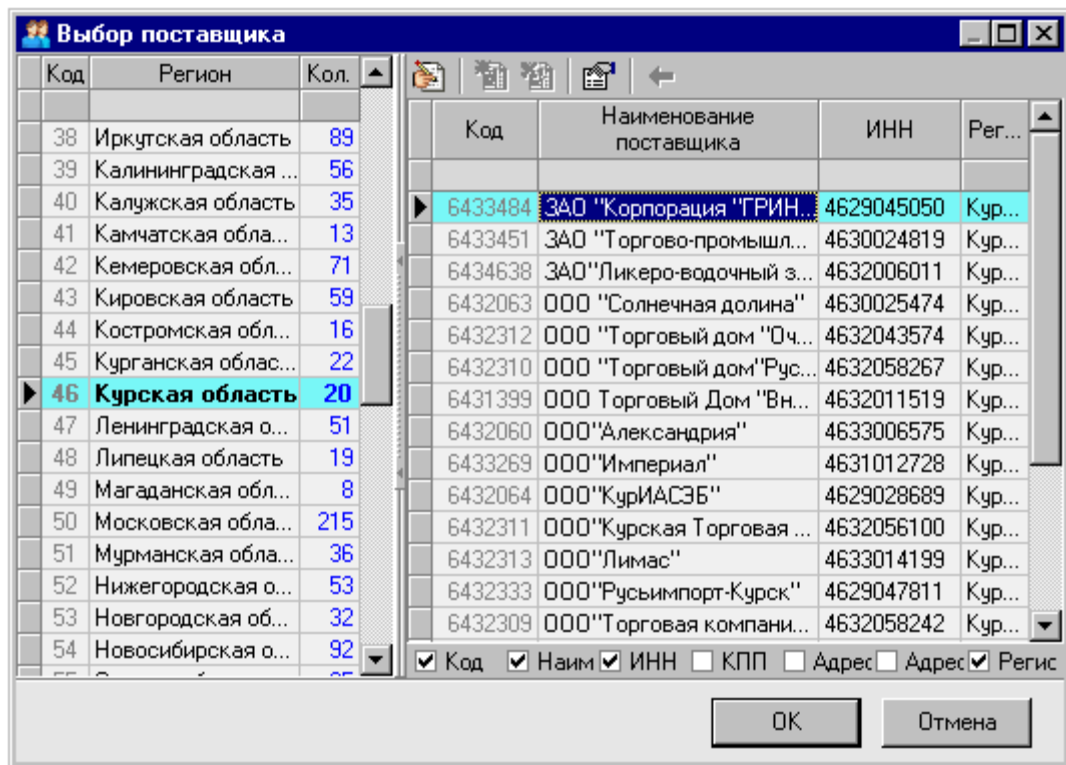 Выбор поставщика
Код Регион Кол.
38 Иркутская область 89
39 Калининградская ... 56
40 Калужская область 35
41 Камчатская обла... 13
42 Кемеровская обл... 71
43 Кировская область 59
44 Костромская обл... 16
45 Курганская облас... 22
46 Курская область 20
47 Ленинградская о... 51
48 Липецкая область 19
49 Магаданская обл... 8
50 Московская обла... 215
51 Мурманская обла... 36
52 Нижегородская о... 53
53 Новгородская об... 32
54 Новосибирская о... 92
Код Наименование поставщика ИНН Рег...
6433484 ЗАО "Корпорация "ГРИН... 4629045050 Кур...
6433451 ЗАО "Торгово-промышл... 4630024819 Кур...
6434638 ЗАО"Ликеро-водочный з... 4632006011 Кур...
6432063 ООО "Солнечная долина" 4630025474 Кур...
6432312 ООО "Торговый дом "Оч... 4632043574 Кур...
6432310 ООО "Торговый дом"Рус... 4632058267 Кур...
6431399 ООО Торговый Дом "Вн... 4632011519 Кур...
6432060 ООО"Александрия" 4633006575 Кур...
6433269 ООО"Империал" 4631012728 Кур...
6432064 ООО"КурИАСЭБ" 4629028689 Кур...
6432311 ООО"Курская Торговая ... 4632056100 Кур...
6432313 ООО"Лимас" 4633014199 Кур...
6432333 ООО"Русьимпорт-Курск" 4629047811 Кур...
6432309 ООО"Торговая компани... 4632058242 Кур...
Код Наим ИНН КПП Адрес Адрес Регис
OK Отмена